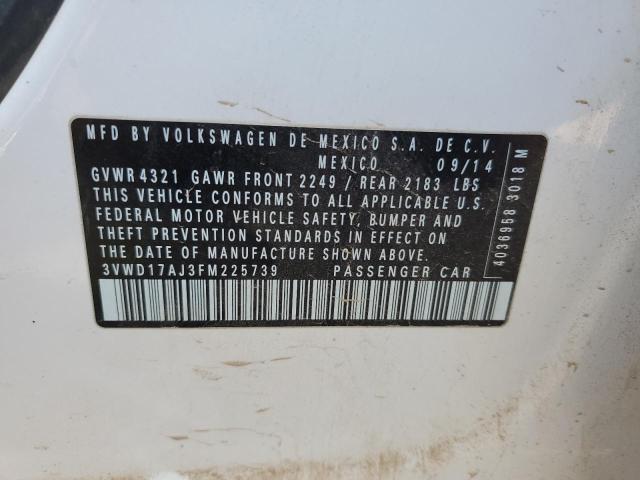 MFD BY VOLKSWAGEN DE MEXICO S.A. DE C.V.
MEXICO 09/14
GVWR 4321 GAWR FRONT 2249 / REAR 2183 LBS
THIS VEHICLE CONFORMS TO ALL APPLICABLE U.S.
FEDERAL MOTOR VEHICLE SAFETY, BUMPER AND
THEFT PREVENTION STANDARDS IN EFFECT ON
THE DATE OF MANUFACTURE SHOWN ABOVE.
3VWD17AJ3FM225739 PASSENGER CAR
4036958 3018 M